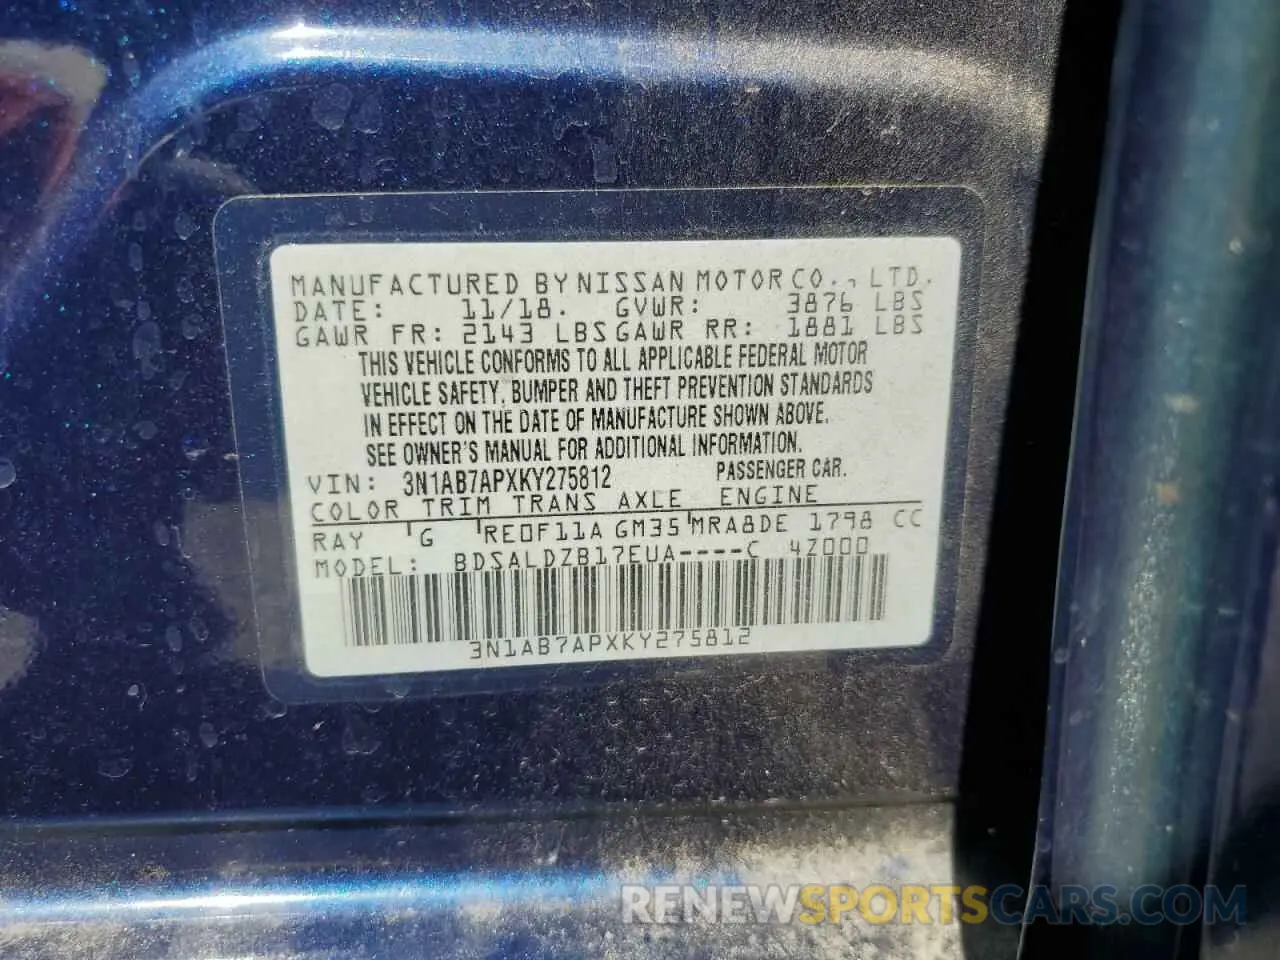 MANUFACTURED BY NISSAN MOTOR CO., LTD.
DATE: 11/18. GVWR: 3876 LBS
GAWR FR: 2143 LBS GAWR RR: 1881 LBS
THIS VEHICLE CONFORMS TO ALL APPLICABLE FEDERAL MOTOR
VEHICLE SAFETY, BUMPER AND THEFT PREVENTION STANDARDS
IN EFFECT ON THE DATE OF MANUFACTURE SHOWN ABOVE.
SEE OWNER'S MANUAL FOR ADDITIONAL INFORMATION.
VIN: 3N1AB7APXKY275812 PASSENGER CAR.
COLOR TRIM TRANS AXLE ENGINE
RAY G RE0F11A GM35 MRA8DE 1798 CC
MODEL: BDSALDZB17EUA----C 4Z000
3N1AB7APXKY275812
RENEWSPORTSCARS.COM